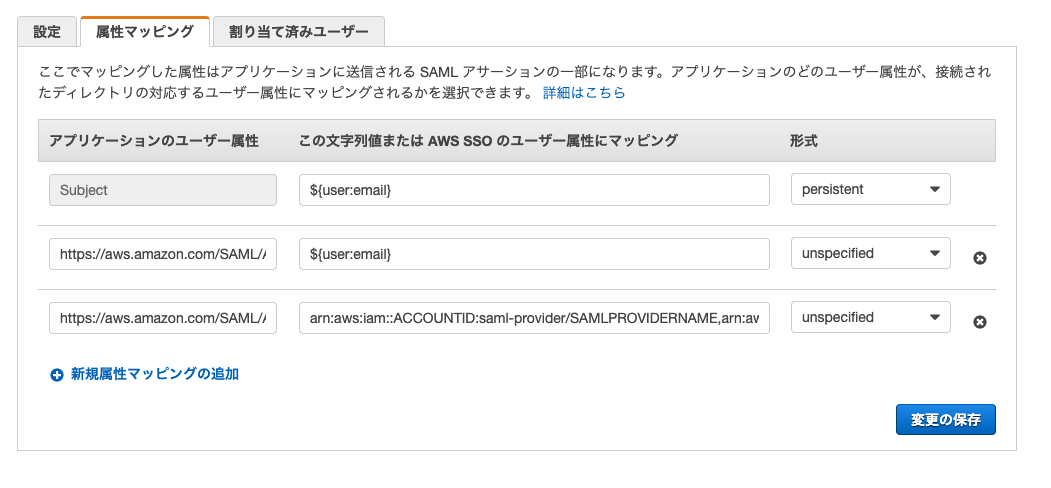 設定 属性マッピング 割り当て済みユーザー
ここでマッピングした属性はアプリケーションに送信される SAML アサーションの一部になります。アプリケーションのどのユーザー属性が、接続され
たディレクトリの対応するユーザー属性にマッピングされるかを選択できます。 詳細はこちら
アプリケーションのユーザー属性 この文字列値または AWS SSO のユーザー属性にマッピング 形式
Subject ${user:email} persistent
https://aws.amazon.com/SAML/ ${user:email} unspecified
https://aws.amazon.com/SAML/ arn:aws:iam::ACCOUNTID:saml-provider/SAMLPROVIDERNAME,arn:av unspecified
新規属性マッピングの追加
変更の保存